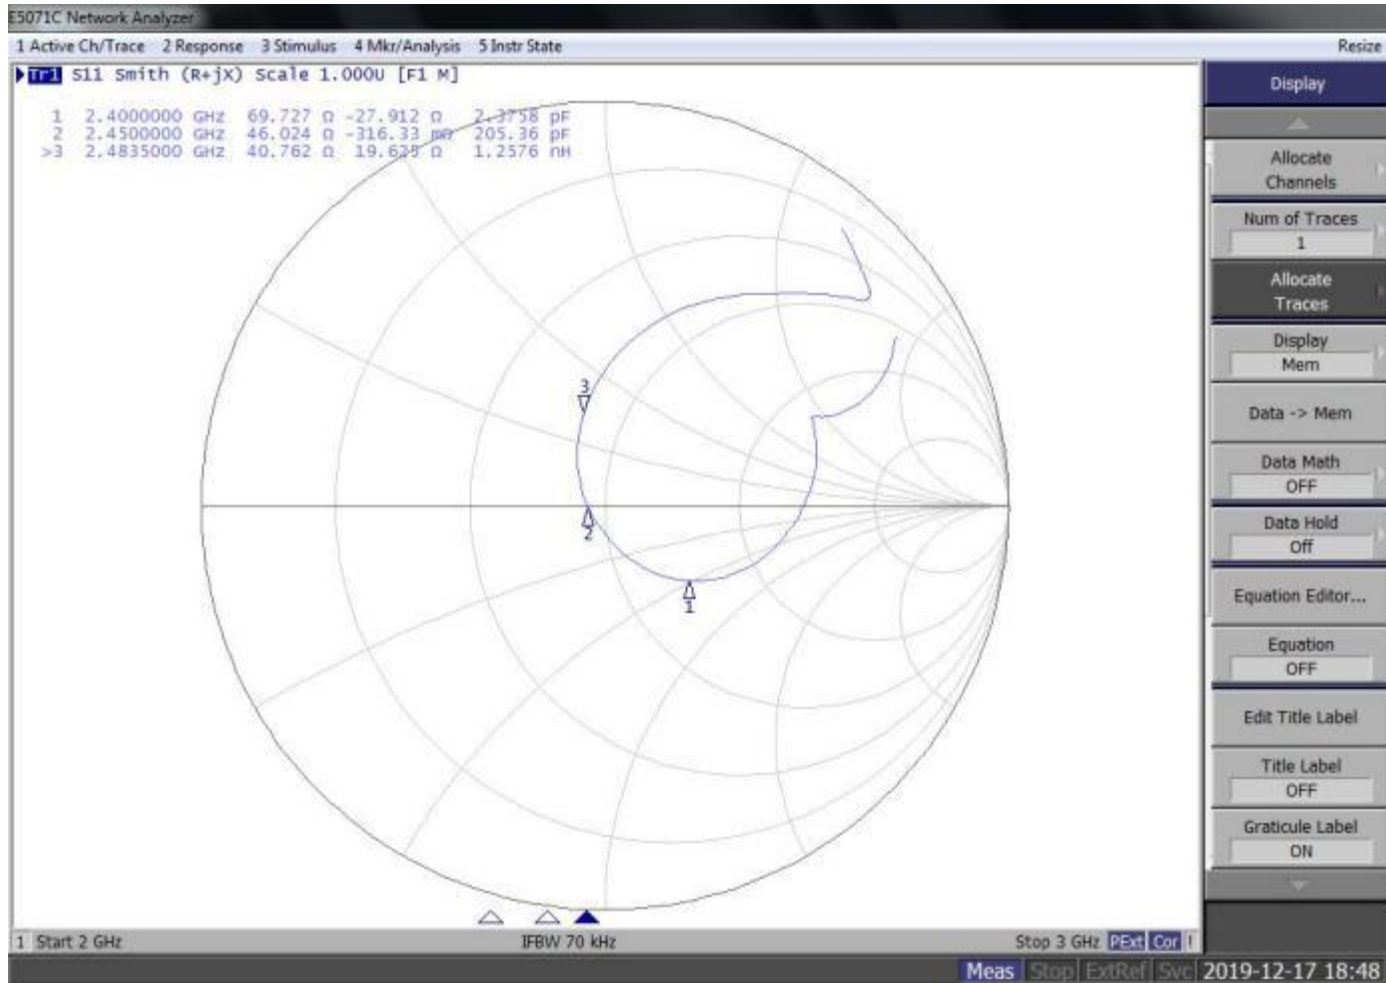 E5071C Network Analyzer
1 Active Ch/Trace 2 Response 3 Stimulus 4 Mkr/Analysis 5 Instr State Resize
Tr1 S11 Smith (R+jX) Scale 1.000U [F1 M]
1 2.4000000 GHz 69.727 Ω -27.912 Ω 2.3758 pF
2 2.4500000 GHz 46.024 Ω -316.33 mΩ 205.36 pF
>3 2.4835000 GHz 40.762 Ω 19.625 Ω 1.2576 nH
3
2
1
Display
Allocate
Channels
Num of Traces
1
Allocate
Traces
Display
Mem
Data -> Mem
Data Math
OFF
Data Hold
Off
Equation Editor...
Equation
OFF
Edit Title Label
Title Label
OFF
Graticule Label
ON
1 Start 2 GHz IFBW 70 kHz Stop 3 GHz PExt Cor !
Meas Stop ExtRef Svc 2019-12-17 18:48